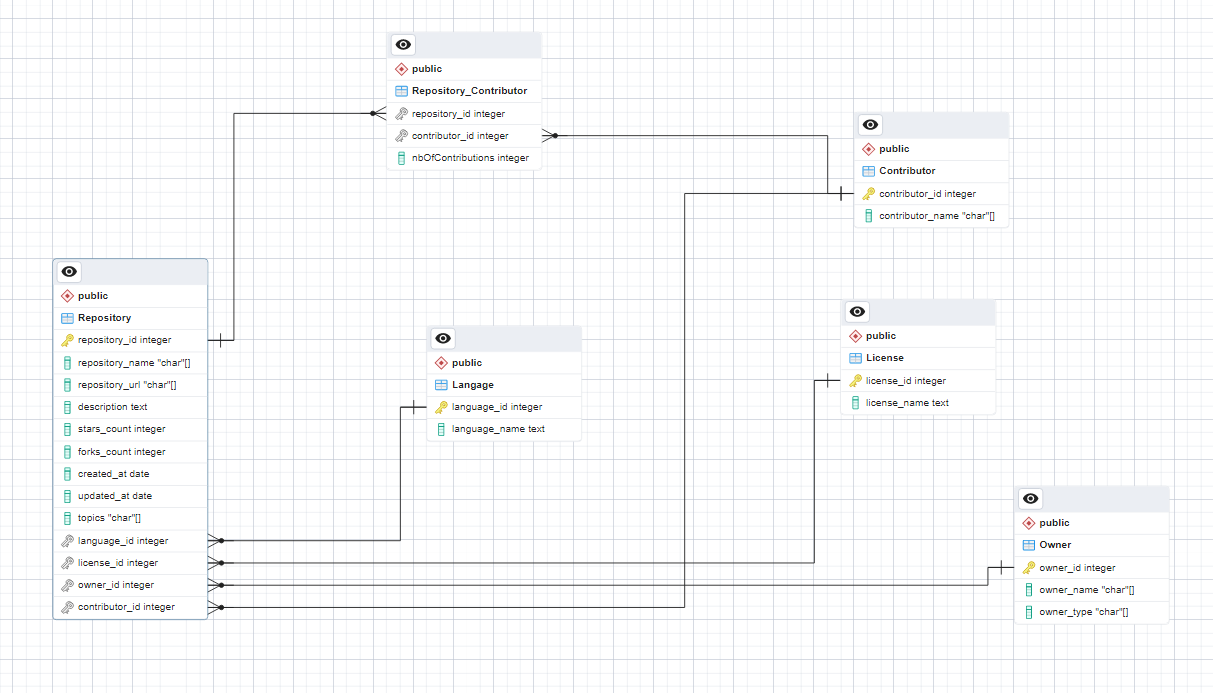 public
Repository_Contributor
repository_id integer
contributor_id integer
nbOfContributions integer
public
Contributor
contributor_id integer
contributor_name "char"[]
public
Repository
repository_id integer
repository_name "char"[]
repository_url "char"[]
description text
stars_count integer
forks_count integer
created_at date
updated_at date
topics "char"[]
language_id integer
license_id integer
owner_id integer
contributor_id integer
public
Langage
language_id integer
language_name text
public
License
license_id integer
license_name text
public
Owner
owner_id integer
owner_name "char"[]
owner_type "char"[]